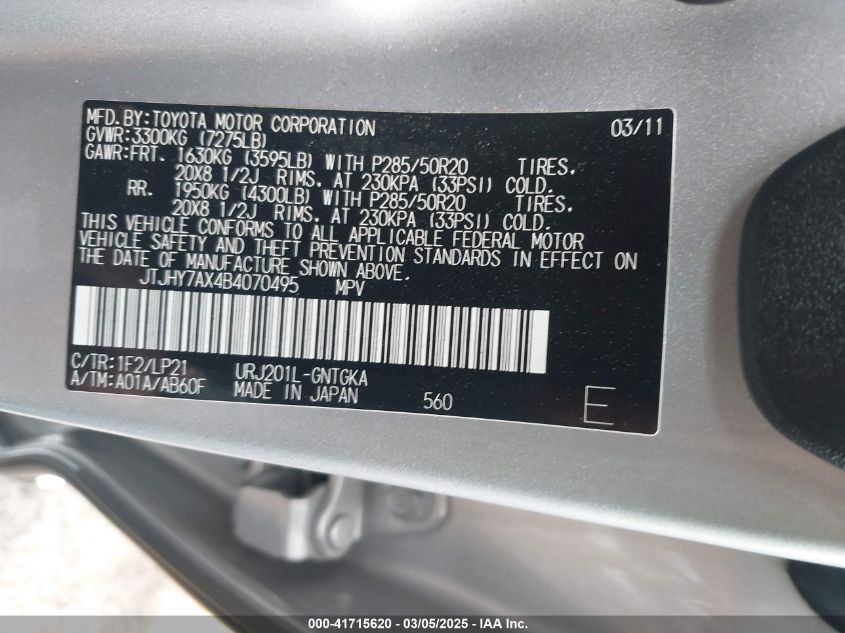 MFD. BY: TOYOTA MOTOR CORPORATION 03/11
GVWR: 3300KG (7275LB)
GAWR: FRT. 1630KG (3595LB) WITH P285/50R20 TIRES.
20X8 1/2J RIMS. AT 230KPA (33PSI) COLD.
RR. 1950KG (4300LB) WITH P285/50R20 TIRES.
20X8 1/2J RIMS. AT 230KPA (33PSI) COLD.
THIS VEHICLE CONFORMS TO ALL APPLICABLE FEDERAL MOTOR
VEHICLE SAFETY AND THEFT PREVENTION STANDARDS IN EFFECT ON
THE DATE OF MANUFACTURE SHOWN ABOVE.
JTJHY7AX4B4070495 MPV
C/TR: 1F2/LP21 URJ201L-GNTGKA
A/TM: A01A/AB60F MADE IN JAPAN 560 E
000-41715620 — 03/05/2025 — IAA Inc.